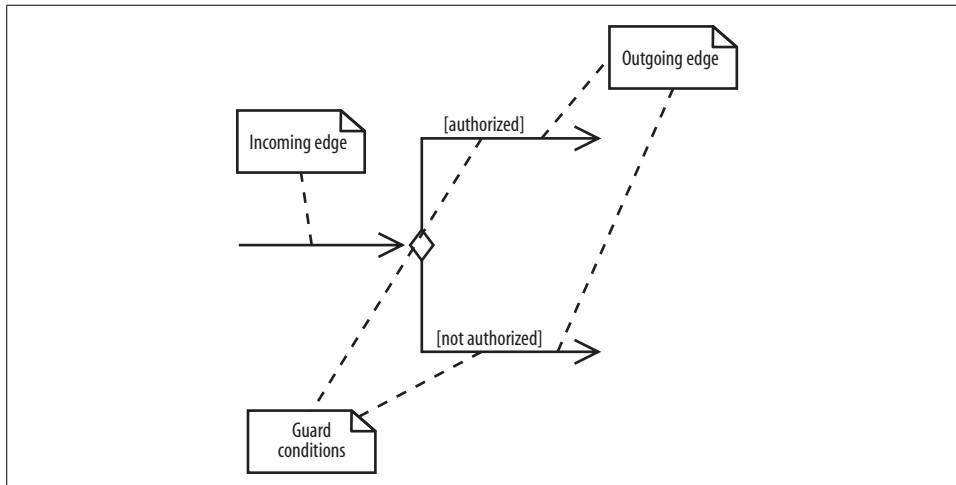 Outgoing edge
[authorized]
Incoming edge
[not authorized]
Guard
conditions